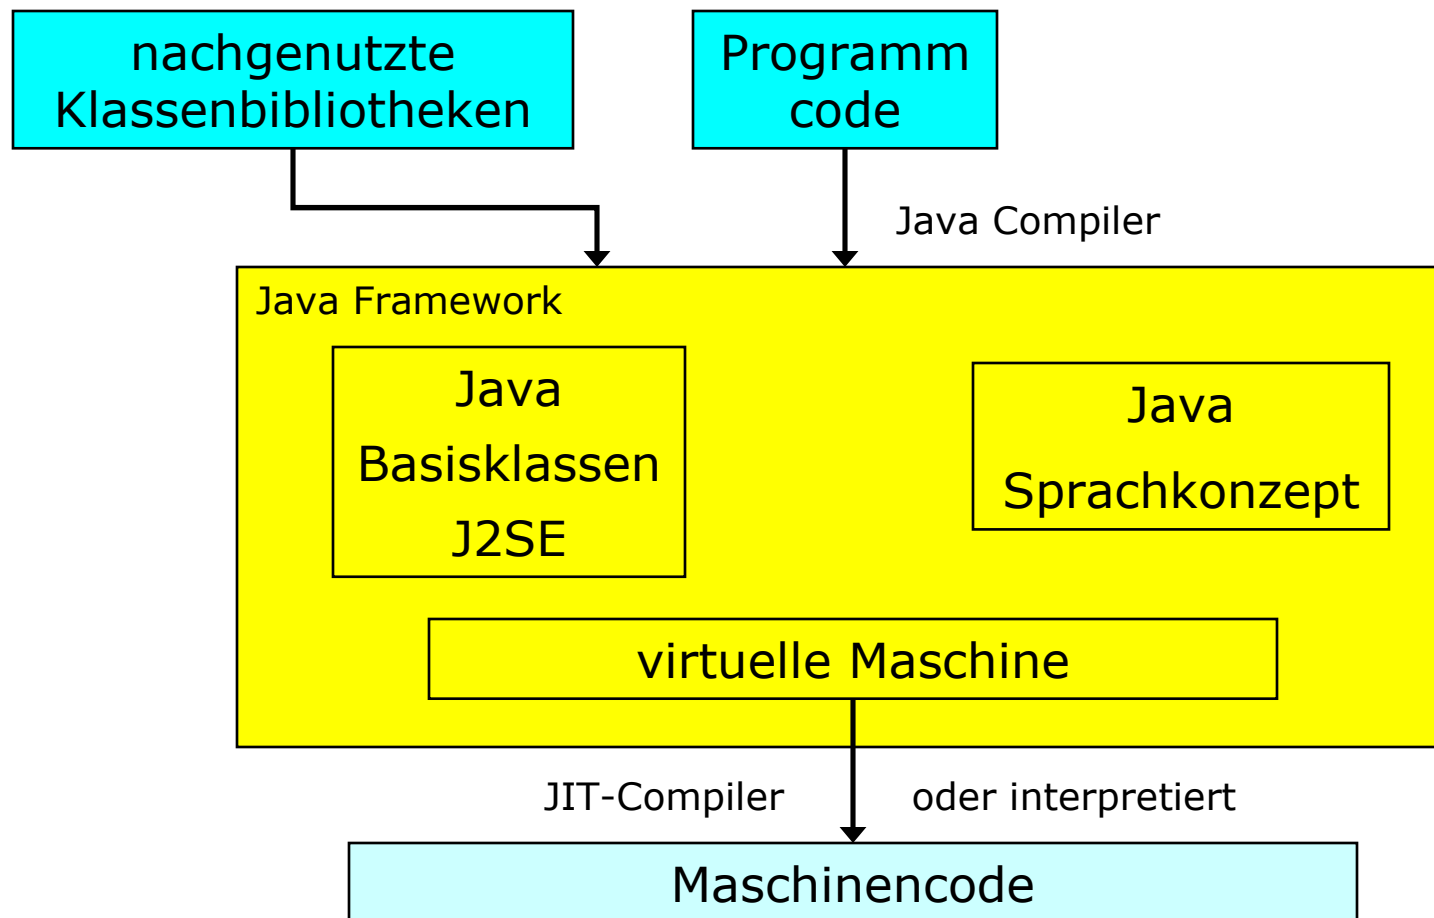 nachgenutzte
Klassenbibliotheken
Programm
code
Java Compiler
Java Framework
Java
Basisklassen
J2SE
Java
Sprachkonzept
virtuelle Maschine
JIT-Compiler
oder interpretiert
Maschinencode